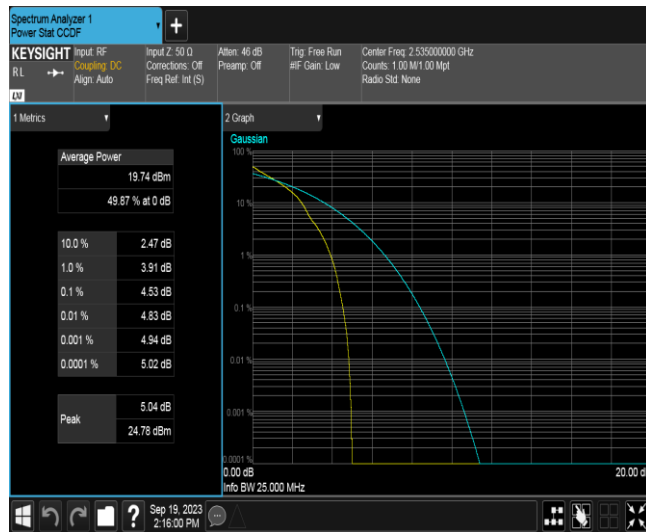 Spectrum Analyzer 1
Power Stat CCDF
+
KEYSIGHT
RL
LXI
Input: RF
Coupling: DC
Align: Auto
Input Z: 50 Ω
Corrections: Off
Freq Ref: Int (S)
Atten: 46 dB
Preamp: Off
Trig: Free Run
#IF Gain: Low
Center Freq: 2.535000000 GHz
Counts: 1.00 M/1.00 Mpt
Radio Std: None
1 Metrics
Average Power
19.74 dBm
49.87 % at 0 dB
10.0 % 2.47 dB
1.0 % 3.91 dB
0.1 % 4.53 dB
0.01 % 4.83 dB
0.001 % 4.94 dB
0.0001 % 5.02 dB
Peak
5.04 dB
24.78 dBm
2 Graph
Gaussian
100 %
10 %
1 %
0.1 %
0.01 %
0.001 %
0.0001 %
0.00 dB
20.00 d
Info BW 25.000 MHz
?
Sep 19, 2023
2:16:00 PM